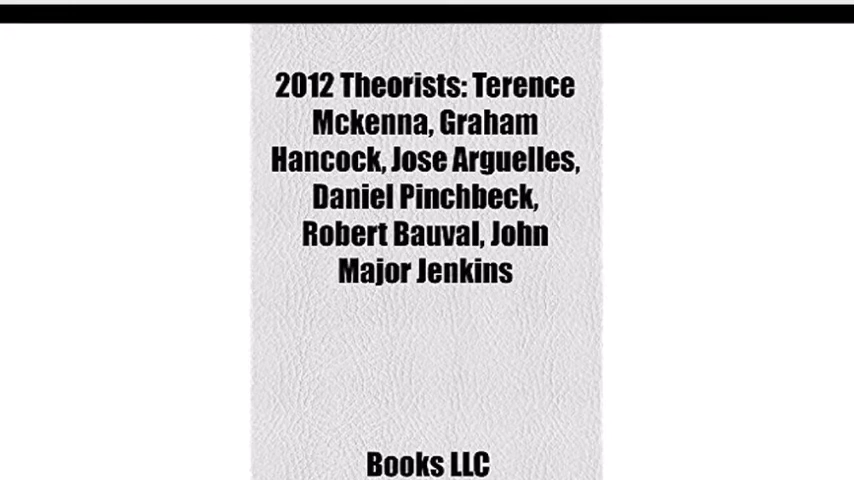 2012 Theorists: Terence
Mckenna, Graham
Hancock, Jose Arguelles,
Daniel Pinchbeck,
Robert Bauval, John
Major Jenkins
Books LLC